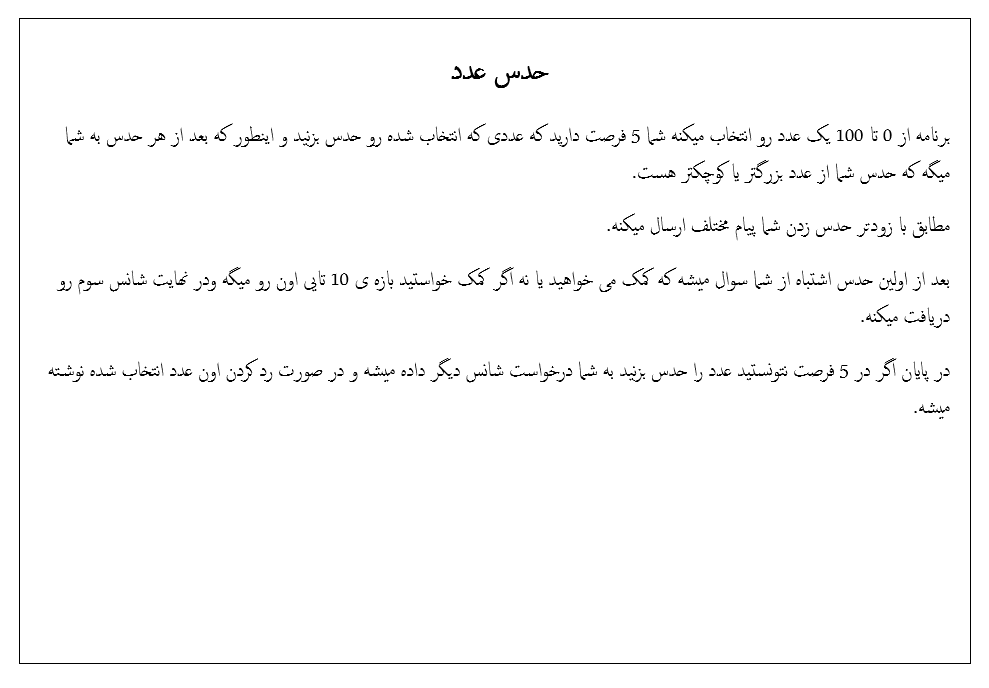 حدس عدد
برنامه از 0 تا 100 یک عدد رو انتخاب میکنه شما 5 فرصت دارید که عددی که انتخاب شده رو حدس بزنید و اینطور که بعد از هر حدس به شما
میگه که حدس شما از عدد بزرگتر یا کوچکتر هست.
مطابق با زودتر حدس زدن شما پیام مختلف ارسال میکنه.
بعد از اولین حدس اشتباه از شما سوال میشه که کمک می خواهید یا نه اگر کمک خواستید بازه ی 10 تایی اون رو میگه ودر نهایت شانس سوم رو
دریافت میکنه.
در پایان اگر در 5 فرصت نتونستید عدد را حدس بزنید به شما درخواست شانس دیگر داده میشه و در صورت رد کردن اون عدد انتخاب شده نوشته
میشه.